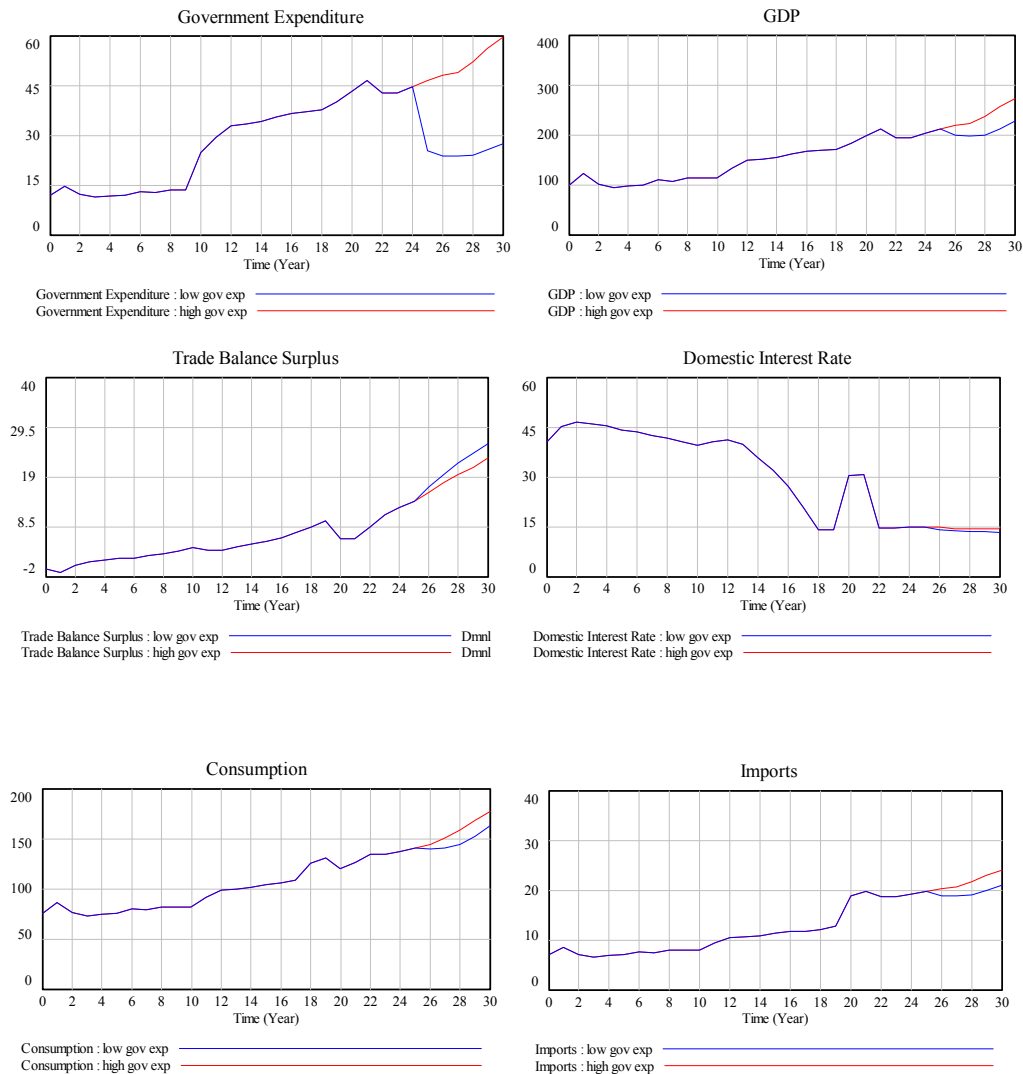 Government Expenditure
60
45
30
15
0
0 2 4 6 8 10 12 14 16 18 20 22 24 26 28 30
Time (Year)
Government Expenditure : low gov exp
Government Expenditure : high gov exp
GDP
400
300
200
100
0
0 2 4 6 8 10 12 14 16 18 20 22 24 26 28 30
Time (Year)
GDP : low gov exp
GDP : high gov exp
Trade Balance Surplus
40
29.5
19
8.5
-2
0 2 4 6 8 10 12 14 16 18 20 22 24 26 28 30
Time (Year)
Trade Balance Surplus : low gov exp Dmnl
Trade Balance Surplus : high gov exp Dmnl
Domestic Interest Rate
60
45
30
15
0
0 2 4 6 8 10 12 14 16 18 20 22 24 26 28 30
Time (Year)
Domestic Interest Rate : low gov exp
Domestic Interest Rate : high gov exp
Consumption
200
150
100
50
0
0 2 4 6 8 10 12 14 16 18 20 22 24 26 28 30
Time (Year)
Consumption : low gov exp
Consumption : high gov exp
Imports
40
30
20
10
0
0 2 4 6 8 10 12 14 16 18 20 22 24 26 28 30
Time (Year)
Imports : low gov exp
Imports : high gov exp